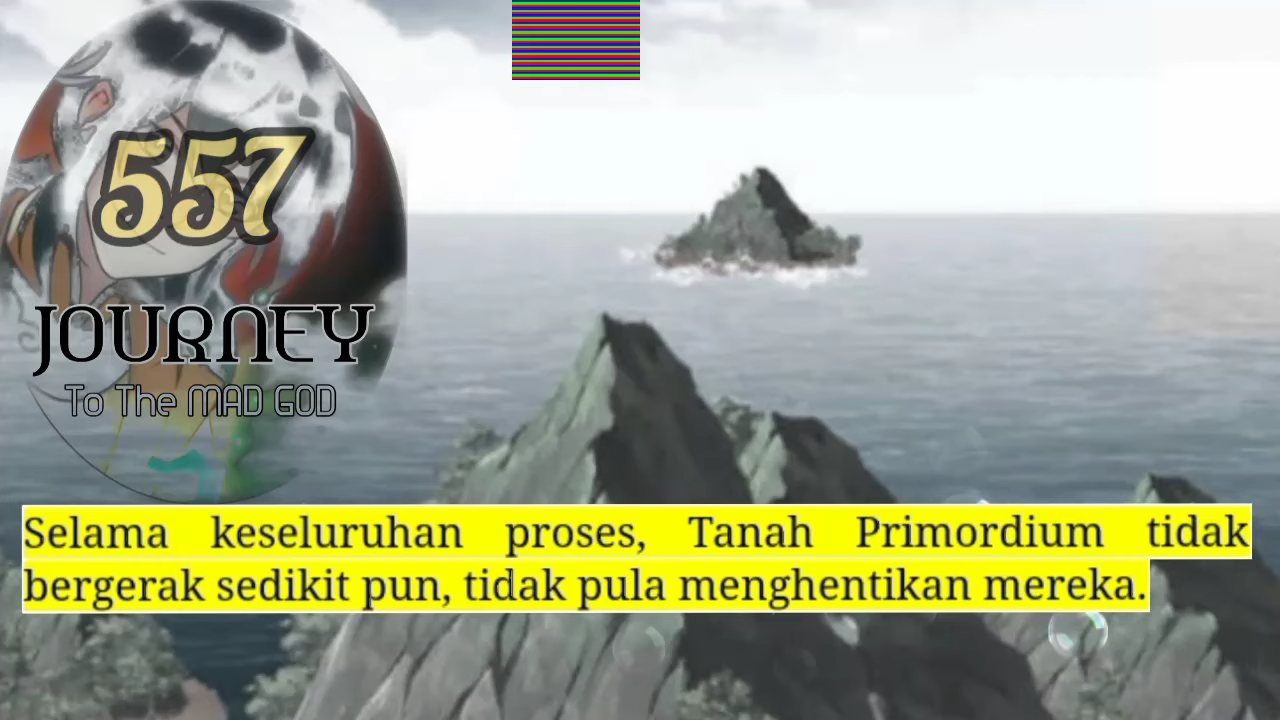 557
JOURNEY
To The MAD GOD
Selama keseluruhan proses, Tanah Primordium tidak
bergerak sedikit pun, tidak pula menghentikan mereka.